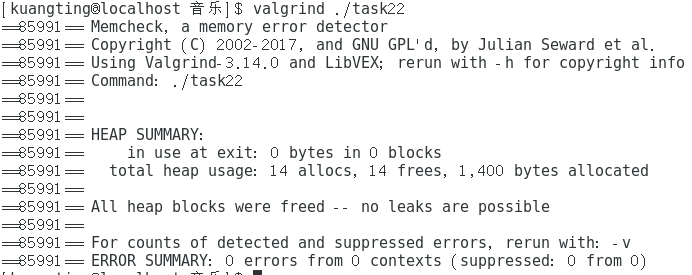 [kuangting@localhost 音乐]$ valgrind ./task22
==85991== Memcheck, a memory error detector
==85991== Copyright (C) 2002-2017, and GNU GPL'd, by Julian Seward et al.
==85991== Using Valgrind-3.14.0 and LibVEX; rerun with -h for copyright info
==85991== Command: ./task22
==85991==
==85991==
==85991== HEAP SUMMARY:
==85991==     in use at exit: 0 bytes in 0 blocks
==85991==   total heap usage: 14 allocs, 14 frees, 1,400 bytes allocated
==85991==
==85991== All heap blocks were freed -- no leaks are possible
==85991==
==85991== For counts of detected and suppressed errors, rerun with: -v
==85991== ERROR SUMMARY: 0 errors from 0 contexts (suppressed: 0 from 0)
[kuangting@localhost 音乐]$